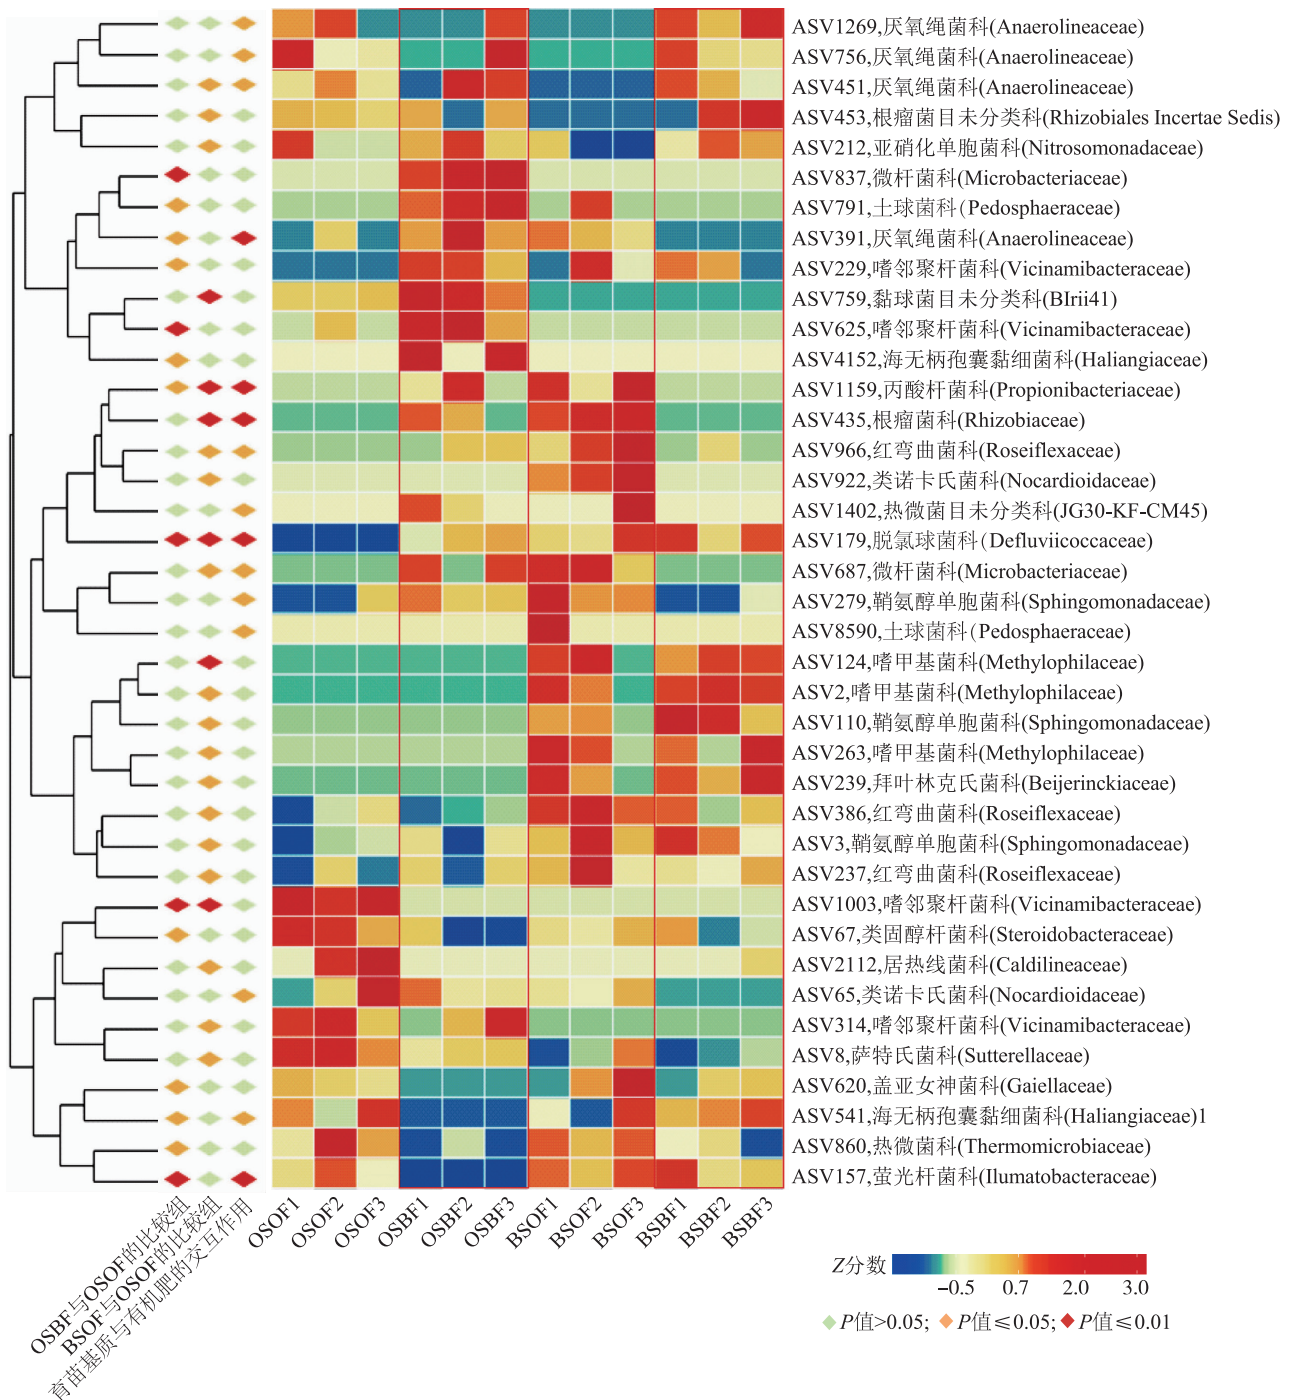 ASV1269,厌氧绳菌科(Anaerolineaceae)
ASV756,厌氧绳菌科(Anaerolineaceae)
ASV451,厌氧绳菌科(Anaerolineaceae)
ASV453,根瘤菌目未分类科(Rhizobiales Incertae Sedis)
ASV212,亚硝化单胞菌科(Nitrosomonadaceae)
ASV837,微杆菌科(Microbacteriaceae)
ASV791,土球菌科(Pedosphaeraceae)
ASV391,厌氧绳菌科(Anaerolineaceae)
ASV229,嗜邻聚杆菌科(Vicinamibacteraceae)
ASV759,黏球菌目未分类科(BIrii41)
ASV625,嗜邻聚杆菌科(Vicinamibacteraceae)
ASV4152,海无柄孢囊黏细菌科(Haliangiaceae)
ASV1159,丙酸杆菌科(Propionibacteriaceae)
ASV435,根瘤菌科(Rhizobiaceae)
ASV966,红弯曲菌科(Roseiflexaceae)
ASV922,类诺卡氏菌科(Nocardioidaceae)
ASV1402,热微菌目未分类科(JG30-KF-CM45)
ASV179,脱氯球菌科(Defluviicoccaceae)
ASV687,微杆菌科(Microbacteriaceae)
ASV279,鞘氨醇单胞菌科(Sphingomonadaceae)
ASV8590,土球菌科(Pedosphaeraceae)
ASV124,嗜甲基菌科(Methylophilaceae)
ASV2,嗜甲基菌科(Methylophilaceae)
ASV110,鞘氨醇单胞菌科(Sphingomonadaceae)
ASV263,嗜甲基菌科(Methylophilaceae)
ASV239,拜叶林克氏菌科(Beijerinckiaceae)
ASV386,红弯曲菌科(Roseiflexaceae)
ASV3,鞘氨醇单胞菌科(Sphingomonadaceae)
ASV237,红弯曲菌科(Roseiflexaceae)
ASV1003,嗜邻聚杆菌科(Vicinamibacteraceae)
ASV67,类固醇杆菌科(Steroidobacteraceae)
ASV2112,居热线菌科(Caldilineaceae)
ASV65,类诺卡氏菌科(Nocardioidaceae)
ASV314,嗜邻聚杆菌科(Vicinamibacteraceae)
ASV8,萨特氏菌科(Sutterellaceae)
ASV620,盖亚女神菌科(Gaiellaceae)
ASV541,海无柄孢囊黏细菌科(Haliangiaceae)1
ASV860,热微菌科(Thermomicrobiaceae)
ASV157,萤光杆菌科(Ilumatobacteraceae)
OSBF与OSOF的比较组
BSOF与OSOF的比较组
育苗基质与有机肥的交互作用
OSOF1
OSOF2
OSOF3
OSBF1
OSBF2
OSBF3
BSOF1
BSOF2
BSOF3
BSBF1
BSBF2
BSBF3
Z分数
−0.5 0.7 2.0 3.0
P值>0.05; P值≤0.05; P值≤0.01